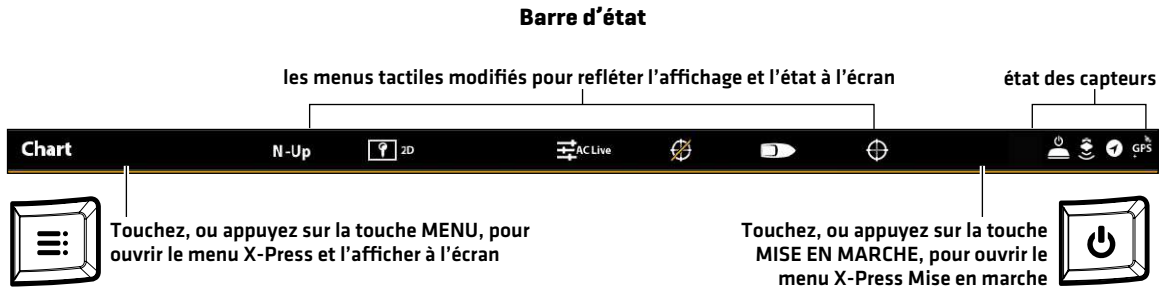 Barre d'état
les menus tactiles modifiés pour refléter l'affichage et l'état à l'écran
état des capteurs
Chart N-Up 2D AC Live GPS
Touchez, ou appuyez sur la touche MENU, pour
ouvrir le menu X-Press et l'afficher à l'écran
Touchez, ou appuyez sur la touche
MISE EN MARCHE, pour ouvrir le
menu X-Press Mise en marche